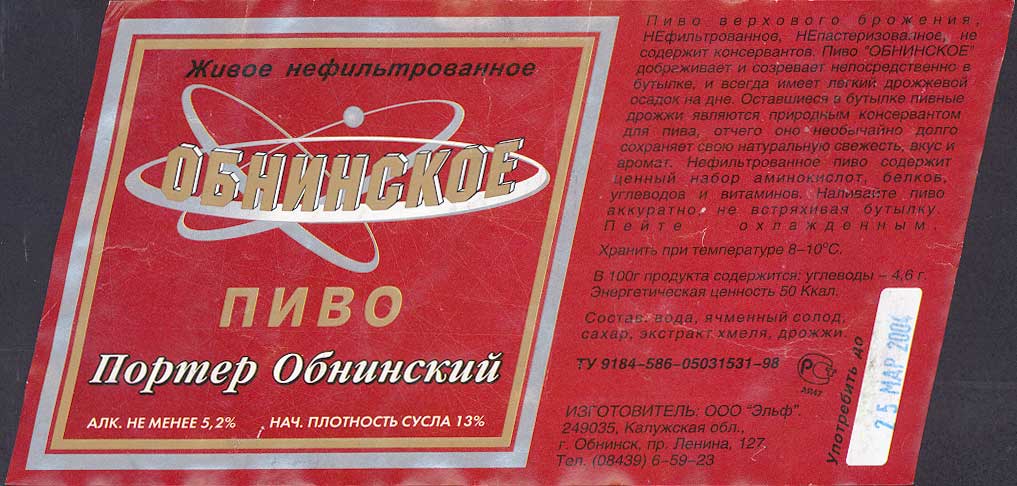 Живое нефильтрованное
ОБНИНСКОЕ
ПИВО
Портер Обнинский
АЛК. НЕ МЕНЕЕ 5,2% НАЧ. ПЛОТНОСТЬ СУСЛА 13%
Пиво верхового брожения,
НЕфильтрованное, НЕпастеризовалное, не
содержит консервантов. Пиво "ОБНИНСКОЕ"
дображивает и созревает непосредственно в
бутылке, и всегда имеет легкий дрожжевой
осадок на дне. Оставшиеся в бутылке пивные
дрожжи являются природным консервантом
для пива, отчего оно необычайно долго
сохраняет свою натуральную свежесть, вкус и
аромат. Нефильтрованное пиво содержит
ценный набор аминокислот, белков,
углеводов и витаминов. Наливайте пиво
аккуратно, не встряхивая бутылку.
Пейте охлажденным.
Хранить при температуре 8–10°С.
В 100г продукта содержится: углеводы – 4,6 г.
Энергетическая ценность 50 Ккал.
Состав: вода, ячменный солод,
сахар, экстракт хмеля, дрожжи.
ТУ 9184–586–05031531–98
РСТ
АЯ47
ИЗГОТОВИТЕЛЬ: ООО "Эльф".
249035, Калужская обл.,
г. Обнинск, пр. Ленина, 127
Тел. (08439) 6–59–23
Употребить до
25 МАР 2004